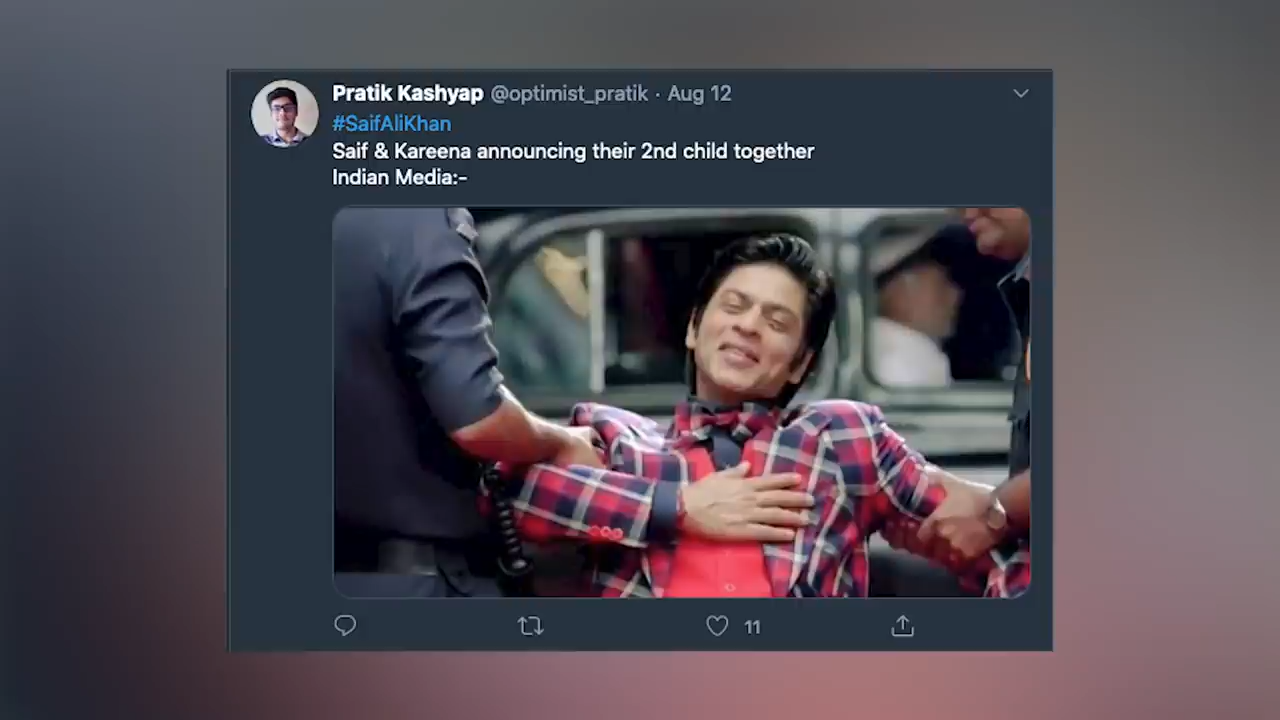 Pratik Kashyap @optimist_pratik · Aug 12
#SaifAliKhan
Saif & Kareena announcing their 2nd child together
Indian Media:-
11